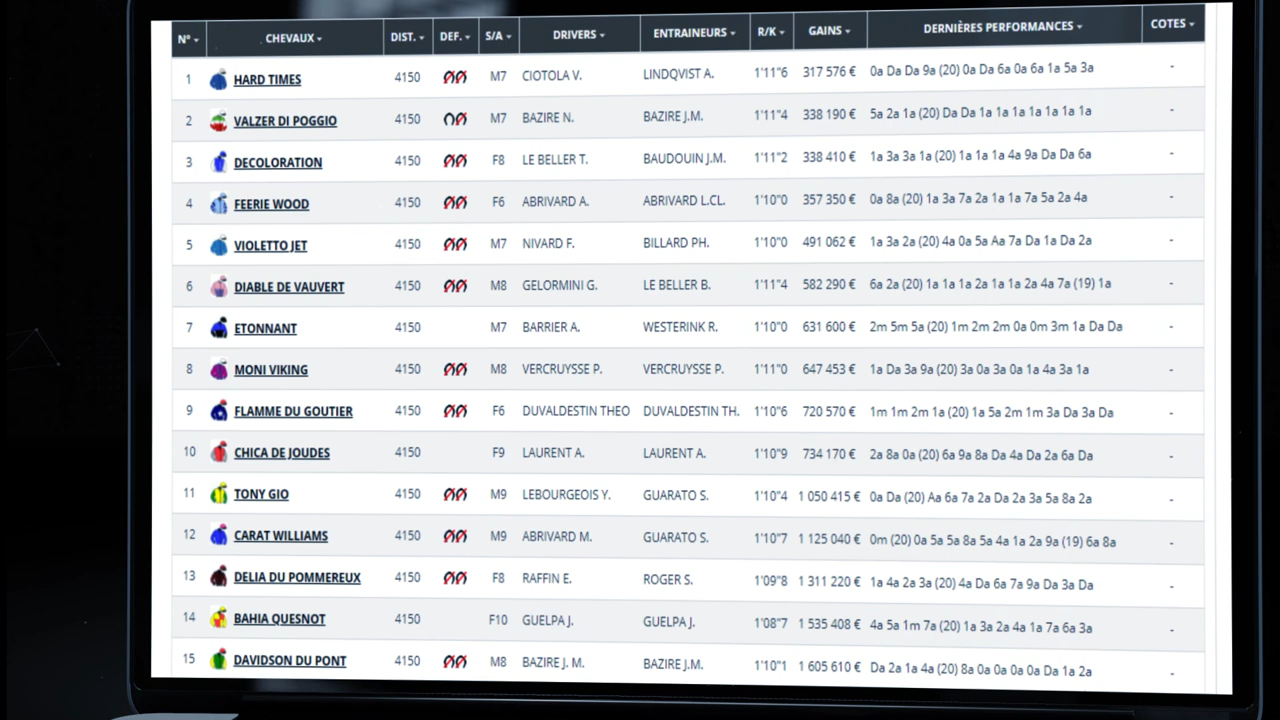 N° CHEVAUX DIST. DEF. S/A DRIVERS ENTRAINEURS R/K GAINS DERNIÈRES PERFORMANCES COTES
1 HARD TIMES 4150 M7 CIOTOLA V. LINDQVIST A. 1'11"6 317 576 € 0a Da Da 9a (20) 0a Da 6a 0a 6a 1a 5a 3a -
2 VALZER DI POGGIO 4150 M7 BAZIRE N. BAZIRE J.M. 1'11"4 338 190 € 5a 2a 1a (20) Da Da 1a 1a 1a 1a 1a 1a 1a -
3 DECOLORATION 4150 F8 LE BELLER T. BAUDOUIN J.M. 1'11"2 338 410 € 1a 3a 3a 1a (20) 1a 1a 1a 4a 9a Da Da 6a -
4 FEERIE WOOD 4150 F6 ABRIVARD A. ABRIVARD L.CL. 1'10"0 357 350 € 0a 8a (20) 1a 3a 7a 2a 1a 1a 7a 5a 2a 4a -
5 VIOLETTO JET 4150 M7 NIVARD F. BILLARD PH. 1'10"0 491 062 € 1a 3a 2a (20) 4a 0a 5a Aa 7a Da 1a Da 2a -
6 DIABLE DE VAUVERT 4150 M8 GELORMINI G. LE BELLER B. 1'11"4 582 290 € 6a 2a (20) 1a 1a 1a 2a 1a 1a 2a 4a 7a (19) 1a -
7 ETONNANT 4150 M7 BARRIER A. WESTERINK R. 1'10"0 631 600 € 2m 5m 5a (20) 1m 2m 2m 0a 0m 3m 1a Da Da -
8 MONI VIKING 4150 M8 VERCRUYSSE P. VERCRUYSSE P. 1'11"0 647 453 € 1a Da 3a 9a (20) 3a 0a 3a 0a 1a 4a 3a 1a -
9 FLAMME DU GOUTIER 4150 F6 DUVALDESTIN THEO DUVALDESTIN TH. 1'10"6 720 570 € 1m 1m 2m 1a (20) 1a 5a 2m 1m 3a Da 3a Da -
10 CHICA DE JOUDES 4150 F9 LAURENT A. LAURENT A. 1'10"9 734 170 € 2a 8a 0a (20) 6a 9a 8a Da 4a Da 2a 6a Da -
11 TONY GIO 4150 M9 LEBOURGEOIS Y. GUARATO S. 1'10"4 1 050 415 € 0a Da (20) Aa 6a 7a 2a Da 2a 3a 5a 8a 2a -
12 CARAT WILLIAMS 4150 M9 ABRIVARD M. GUARATO S. 1'10"7 1 125 040 € 0m (20) 0a 5a 5a 8a 5a 4a 1a 2a 9a (19) 6a 8a -
13 DELIA DU POMMEREUX 4150 F8 RAFFIN E. ROGER S. 1'09"8 1 311 220 € 1a 4a 2a 3a (20) 4a Da 6a 7a 9a Da 3a Da -
14 BAHIA QUESNOT 4150 F10 GUELPA J. GUELPA J. 1'08"7 1 535 408 € 4a 5a 1m 7a (20) 1a 3a 2a 4a 1a 7a 6a 3a -
15 DAVIDSON DU PONT 4150 M8 BAZIRE J. M. BAZIRE J.M. 1'10"1 1 605 610 € Da 2a 1a 4a (20) 8a 0a 0a 0a 0a Da 1a 2a -